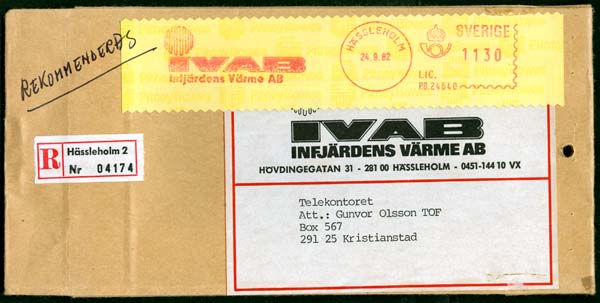 REKOMMENDERAS
IVAB
Infjärdens Värme AB
HÄSSLEHOLM
24.9.82
SVERIGE
1130
LIC.
P.D. 24640
R
Hässleholm 2
Nr 04174
IVAB
INFJÄRDENS VÄRME AB
HÖVDINGEGATAN 31 - 281 00 HÄSSLEHOLM - 0451-144 10 VX
Telekontoret
Att.: Gunvor Olsson TOF
Box 567
291 25 Kristianstad